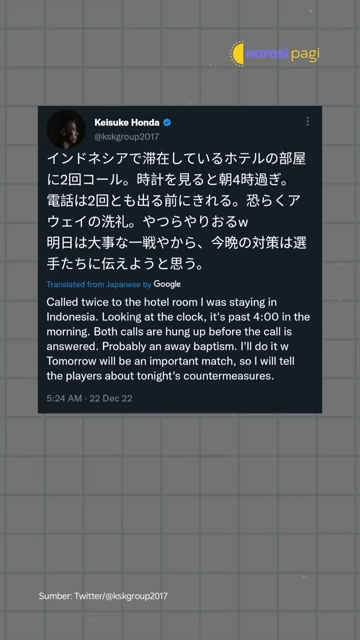 narasi pagi
Keisuke Honda
@kskgroup2017
インドネシアで滞在しているホテルの部屋
に2回コール。時計を見ると朝4時過ぎ。
電話は2回とも出る前にきれる。恐らくア
ウェイの洗礼。やつらやりおるw
明日は大事な一戦やから、今晩の対策は選
手たちに伝えようと思う。
Translated from Japanese by Google
Called twice to the hotel room I was staying in
Indonesia. Looking at the clock, it's past 4:00 in the
morning. Both calls are hung up before the call is
answered. Probably an away baptism. I'll do it w
Tomorrow will be an important match, so I will tell
the players about tonight's countermeasures.
5:24 AM · 22 Dec 22
Sumber: Twitter/@kskgroup2017